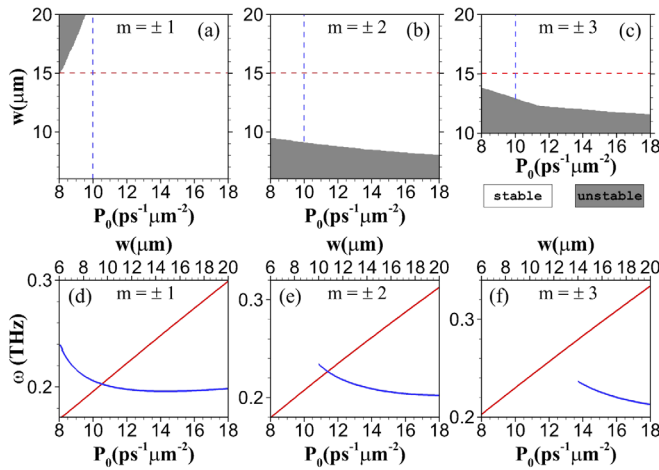 20 m = ± 1 (a) 20 m = ± 2 (b) 20 m = ± 3 (c)
w(μm)
15 15 15
10 10 10
8 10 12 14 16 18 8 10 12 14 16 18 8 10 12 14 16 18
P₀(ps⁻¹μm⁻²) P₀(ps⁻¹μm⁻²) P₀(ps⁻¹μm⁻²)
stable unstable
w(μm) w(μm) w(μm)
6 8 10 12 14 16 18 20 6 8 10 12 14 16 18 20 6 8 10 12 14 16 18 20
0.3 (d) m = ± 1 (e) m = ± 2 (f) m = ± 3
0.3 0.3
ω (THz)
0.2 0.2 0.2
8 10 12 14 16 18 8 10 12 14 16 18 8 10 12 14 16 18
P₀(ps⁻¹μm⁻²) P₀(ps⁻¹μm⁻²) P₀(ps⁻¹μm⁻²)